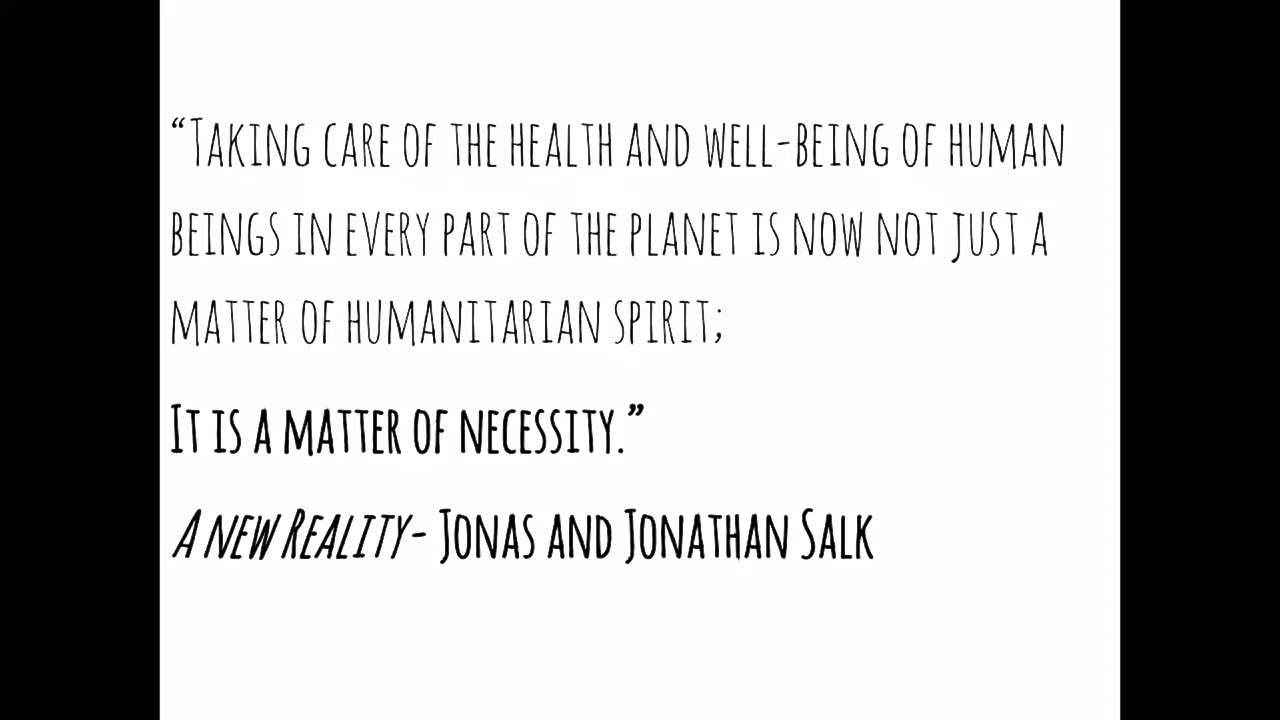 “Taking care of the health and well-being of human
beings in every part of the planet is now not just a
matter of humanitarian spirit;
It is a matter of necessity.”
A new Reality- Jonas and Jonathan Salk